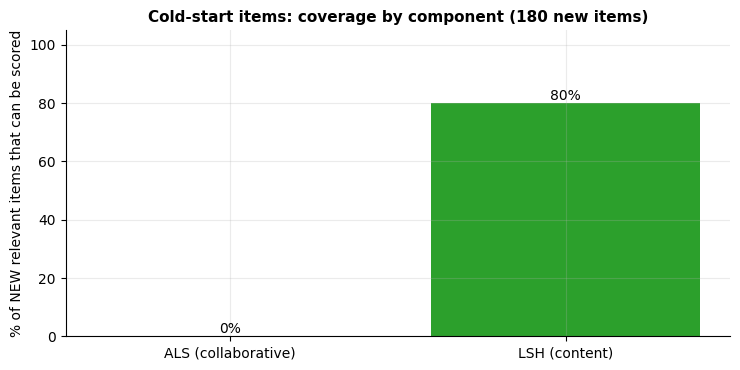 Cold-start items: coverage by component (180 new items)
% of NEW relevant items that can be scored
100
80
60
40
20
0
0%
80%
ALS (collaborative)
LSH (content)